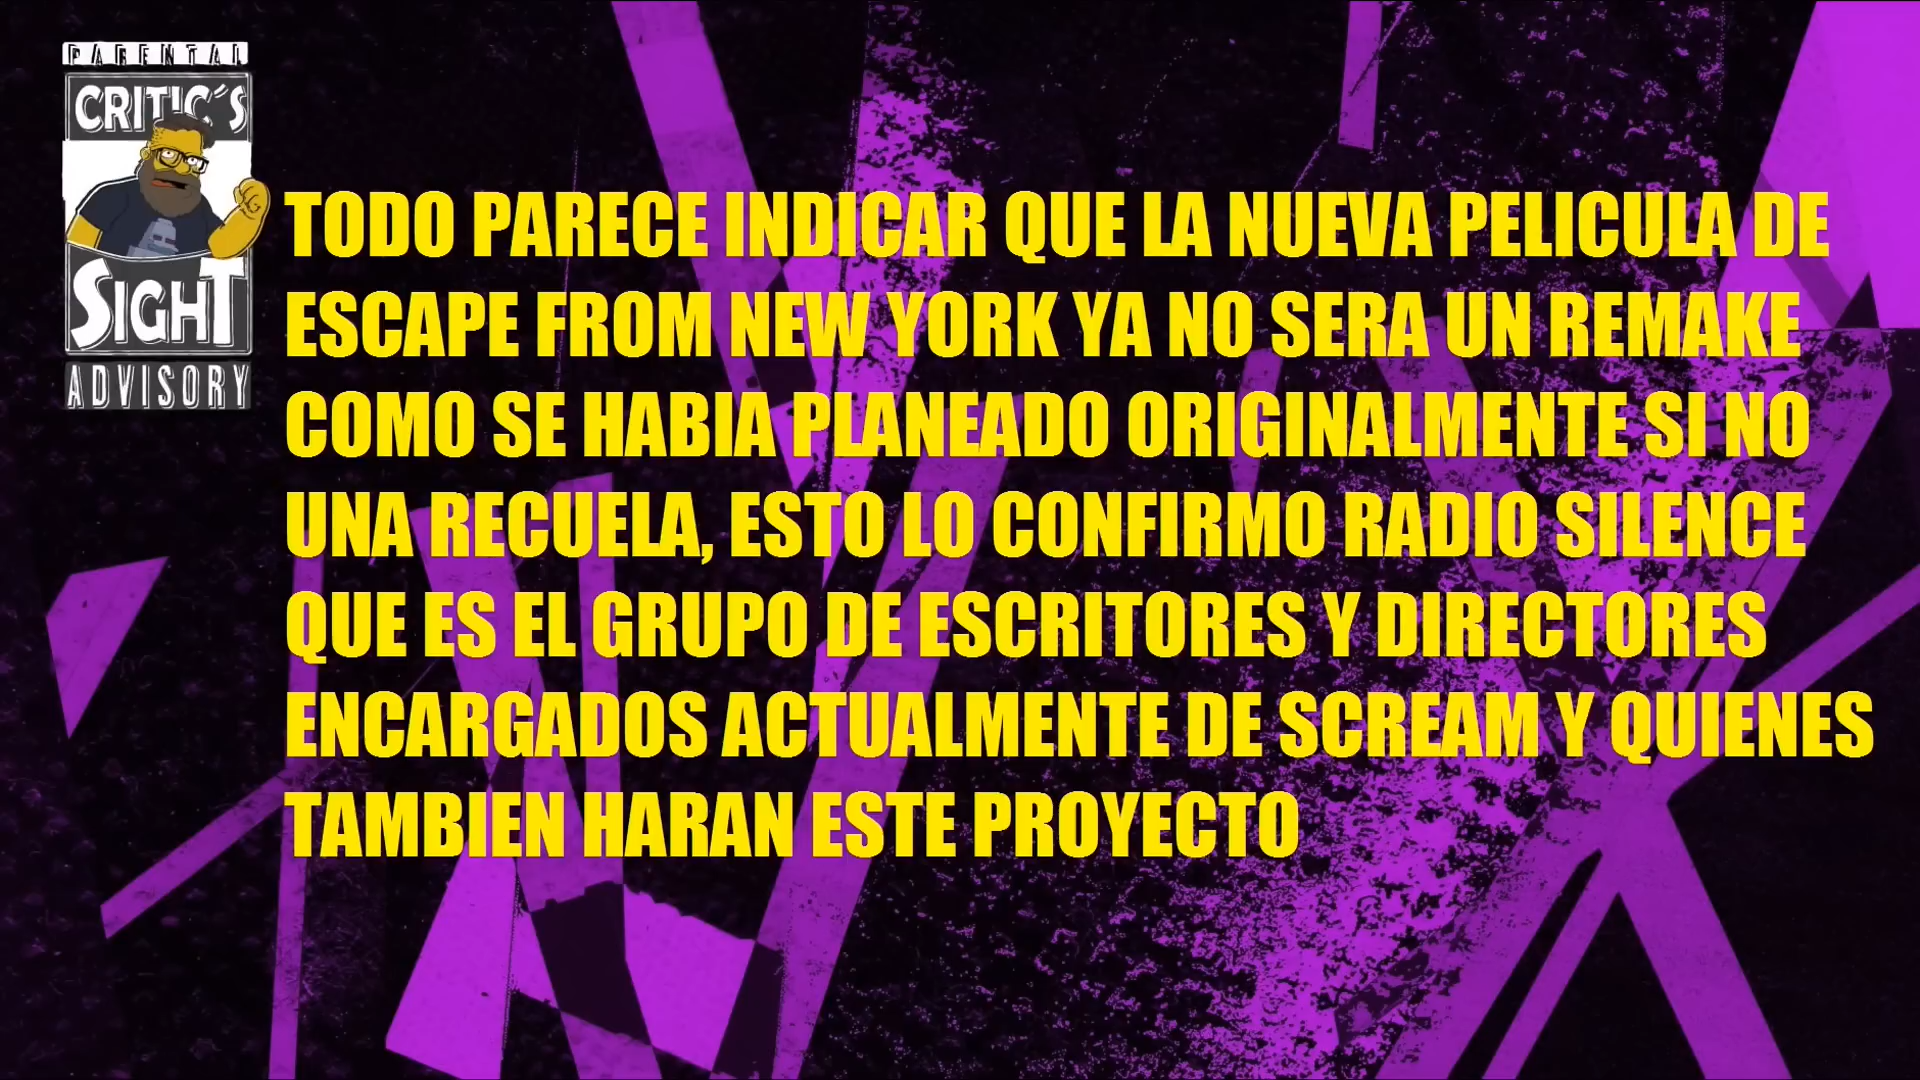 PARENTAL
CRITIC´S
SIGHT
ADVISORY
TODO PARECE INDICAR QUE LA NUEVA PELICULA DE
ESCAPE FROM NEW YORK YA NO SERA UN REMAKE
COMO SE HABIA PLANEADO ORIGINALMENTE SI NO
UNA RECUELA, ESTO LO CONFIRMO RADIO SILENCE
QUE ES EL GRUPO DE ESCRITORES Y DIRECTORES
ENCARGADOS ACTUALMENTE DE SCREAM Y QUIENES
TAMBIEN HARAN ESTE PROYECTO